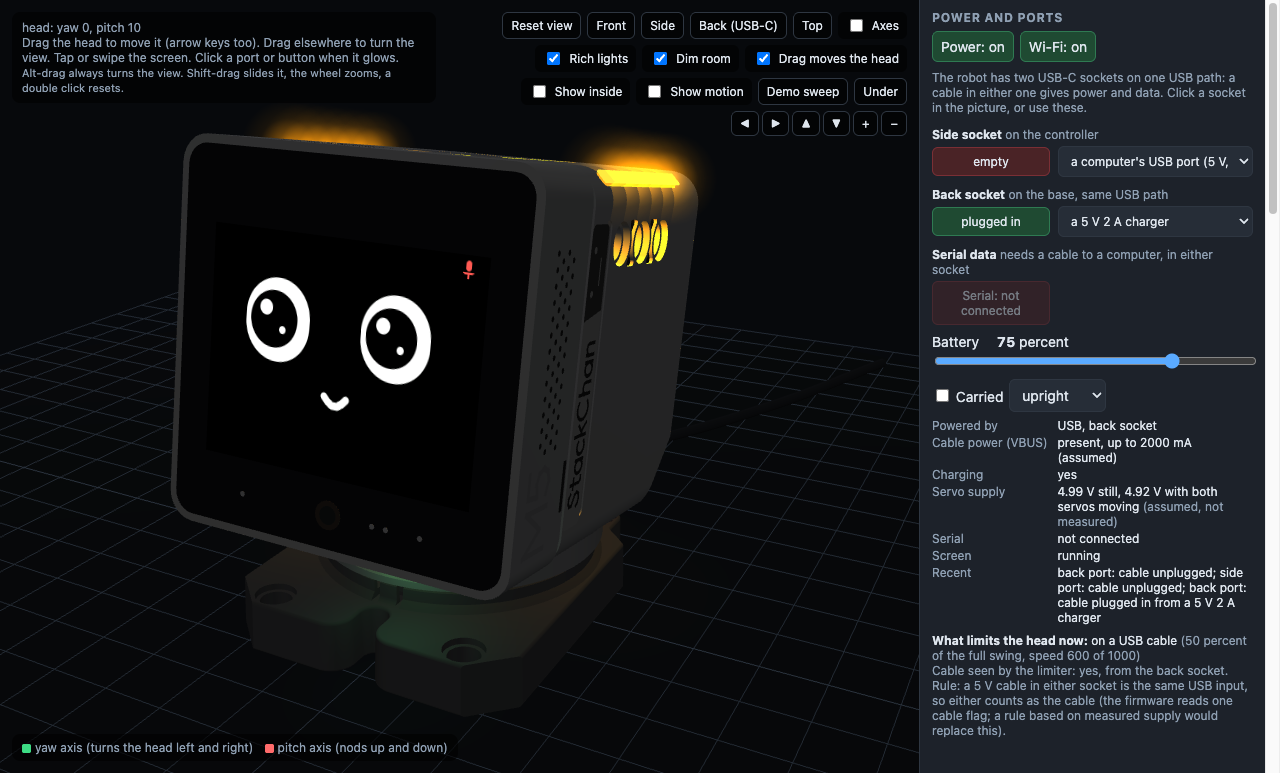 head: yaw 0, pitch 10
Drag the head to move it (arrow keys too). Drag elsewhere to turn the
view. Tap or swipe the screen. Click a port or button when it glows.
Alt-drag always turns the view. Shift-drag slides it, the wheel zooms, a
double click resets.
Reset view Front Side Back (USB-C) Top Axes
Rich lights Dim room Drag moves the head
Show inside Show motion Demo sweep Under
◄ ► ▲ ▼ + −
M5 StackChan
yaw axis (turns the head left and right) pitch axis (nods up and down)
POWER AND PORTS
Power: on Wi-Fi: on
The robot has two USB-C sockets on one USB path: a
cable in either one gives power and data. Click a socket
in the picture, or use these.
Side socket on the controller
empty a computer's USB port (5 V,
Back socket on the base, same USB path
plugged in a 5 V 2 A charger
Serial data needs a cable to a computer, in either
socket
Serial: not
connected
Battery 75 percent
Carried upright
Powered by USB, back socket
Cable power (VBUS) present, up to 2000 mA
(assumed)
Charging yes
Servo supply 4.99 V still, 4.92 V with both
servos moving (assumed, not
measured)
Serial not connected
Screen running
Recent back port: cable unplugged; side
port: cable unplugged; back port:
cable plugged in from a 5 V 2 A
charger
What limits the head now: on a USB cable (50 percent
of the full swing, speed 600 of 1000)
Cable seen by the limiter: yes, from the back socket.
Rule: a 5 V cable in either socket is the same USB input,
so either counts as the cable (the firmware reads one
cable flag; a rule based on measured supply would
replace this).